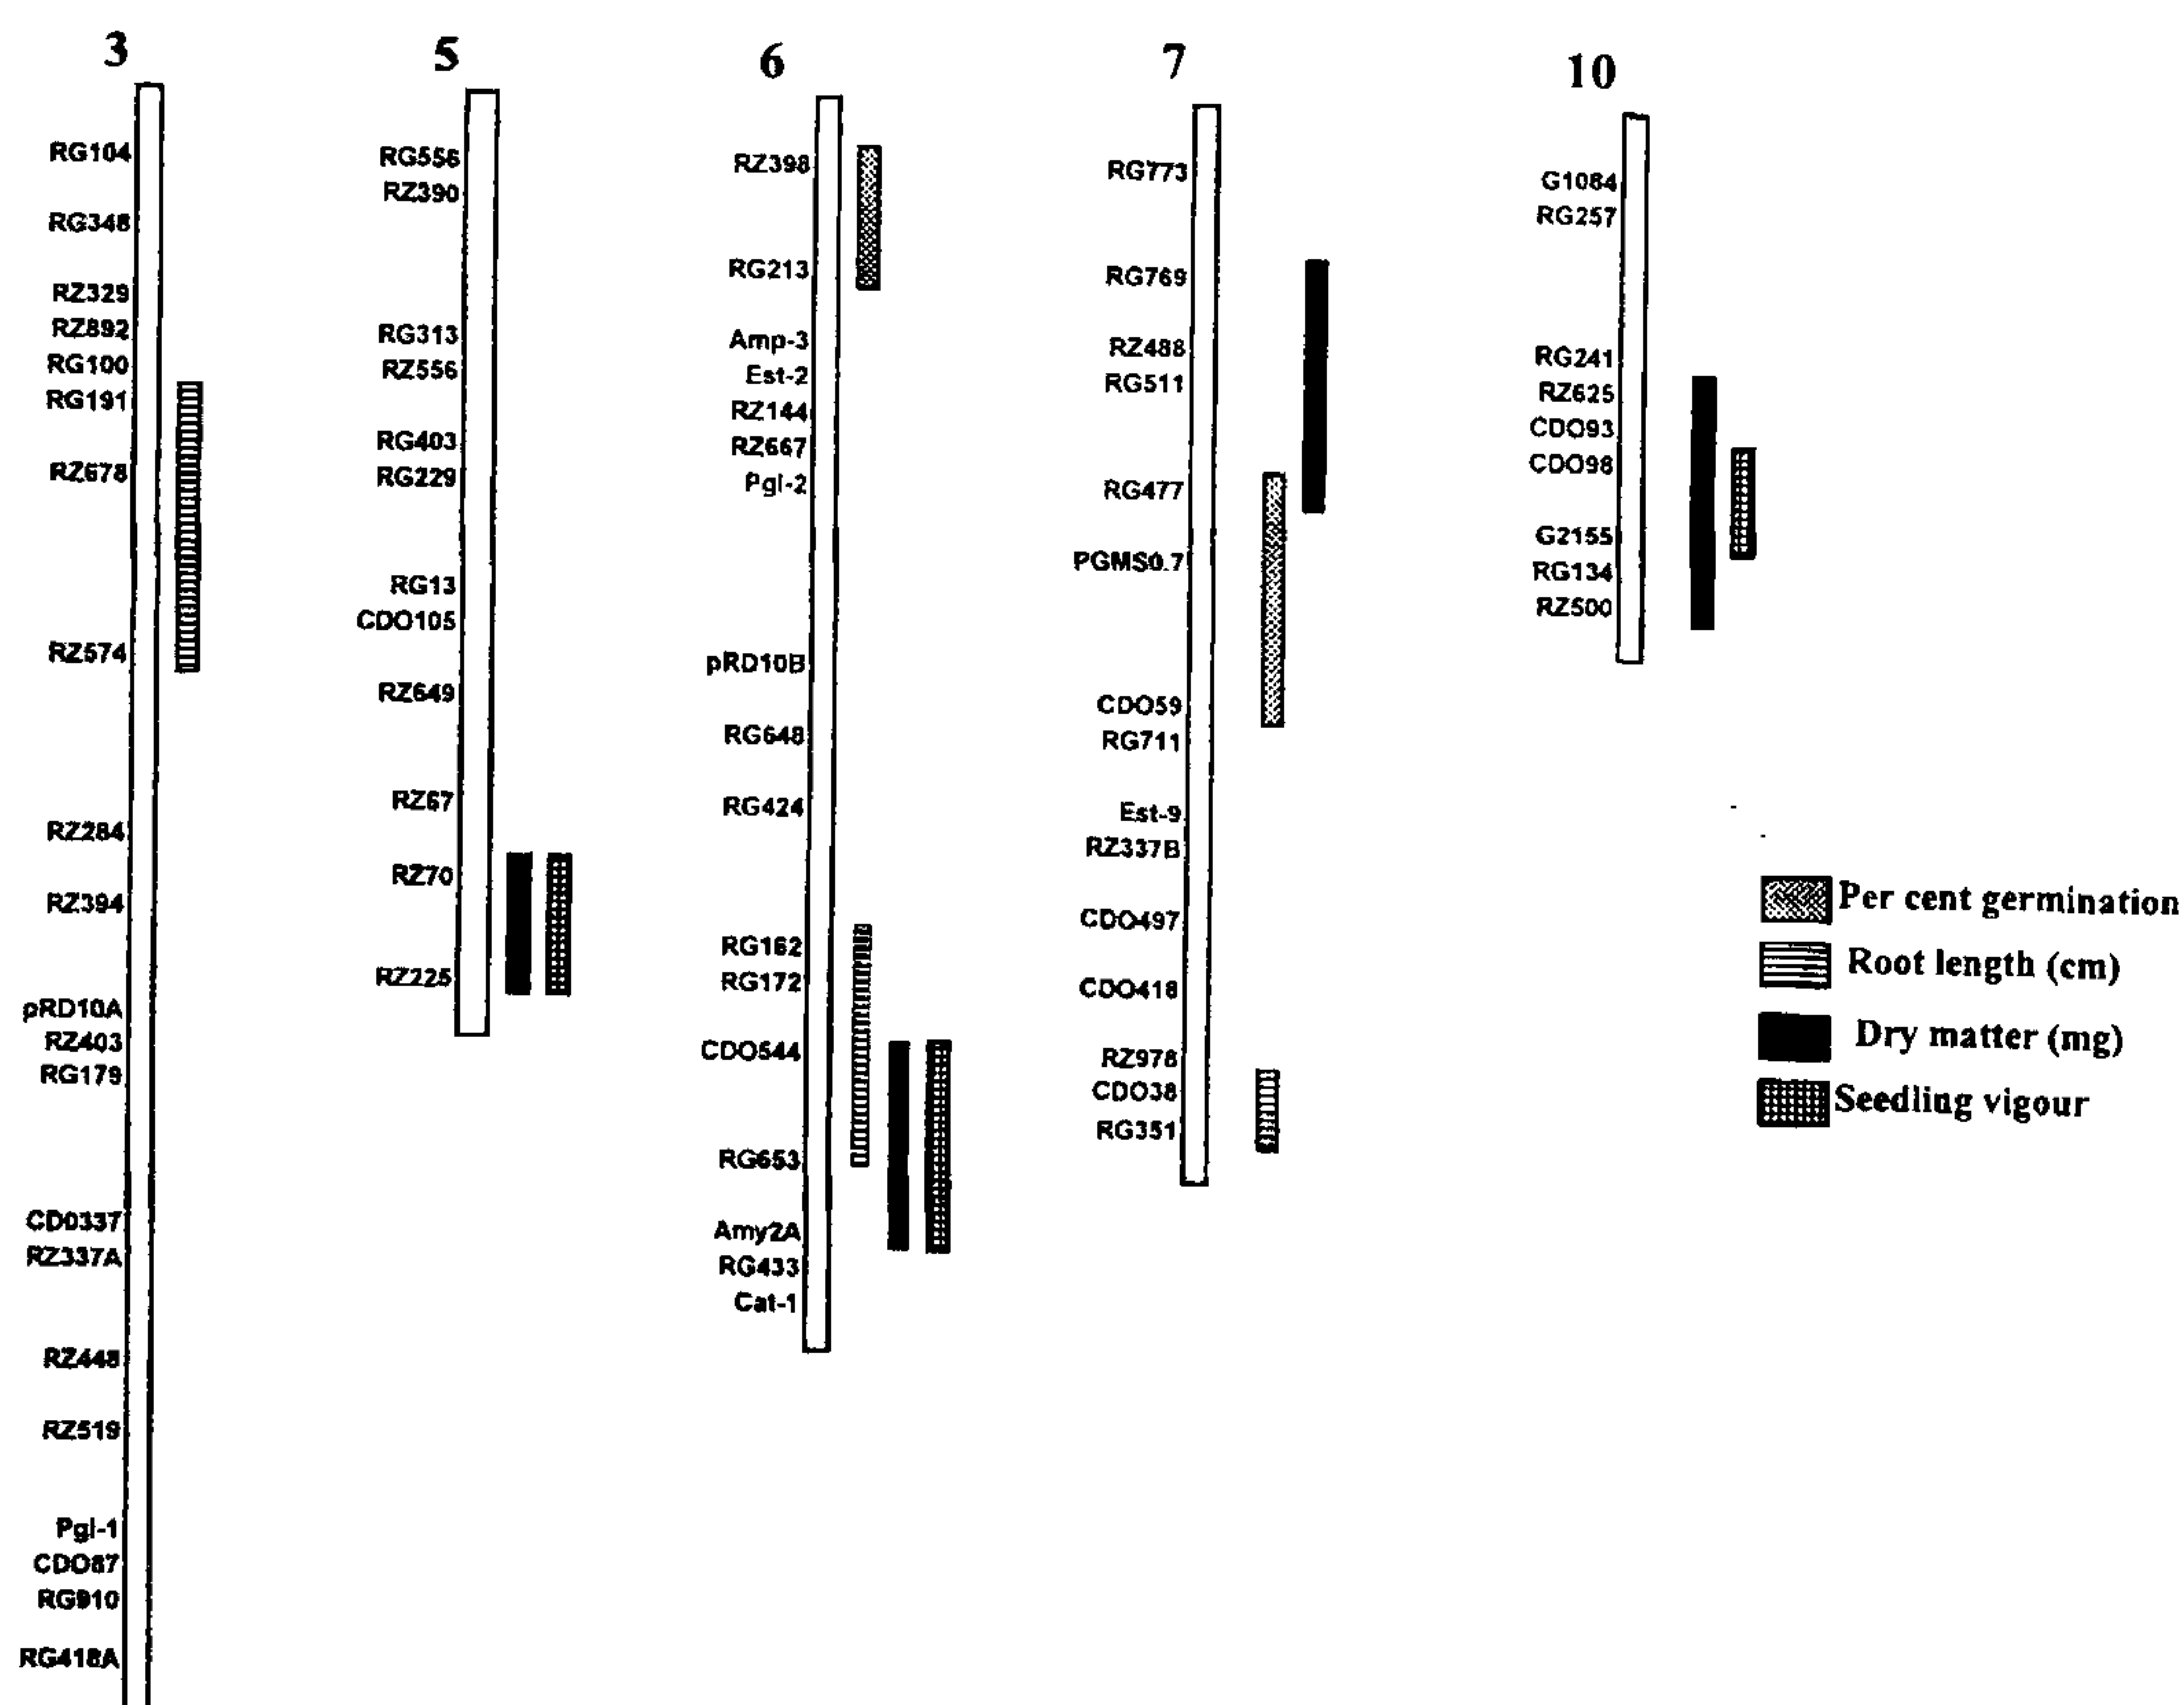 3
RG104
RG348
RZ329
RZ892
RG100
RG191
RZ678
RZ574
RZ284
RZ394
pRD10A
RZ403
RG179
CD0337
RZ337A
RZ448
RZ519
Pgi-1
CDO87
RG910
RG418A
5
RG556
RZ390
RG313
RZ556
RG403
RG229
RG13
CDO105
RZ649
RZ67
RZ70
RZ225
6
RZ398
RG213
Amp-3
Est-2
RZ144
RZ667
Pgi-2
pRD10B
RG648
RG424
RG162
RG172
CDO544
RG653
Amy2A
RG433
Cat-1
7
RG773
RG769
RZ488
RG511
RG477
PGMS0.7
CDO59
RG711
Est-9
RZ337B
CDO497
CDO418
RZ978
CDO38
RG351
10
G1084
RG257
RG241
RZ625
CDO93
CDO98
G2155
RG134
RZ500
Per cent germination
Root length (cm)
Dry matter (mg)
Seedling vigour